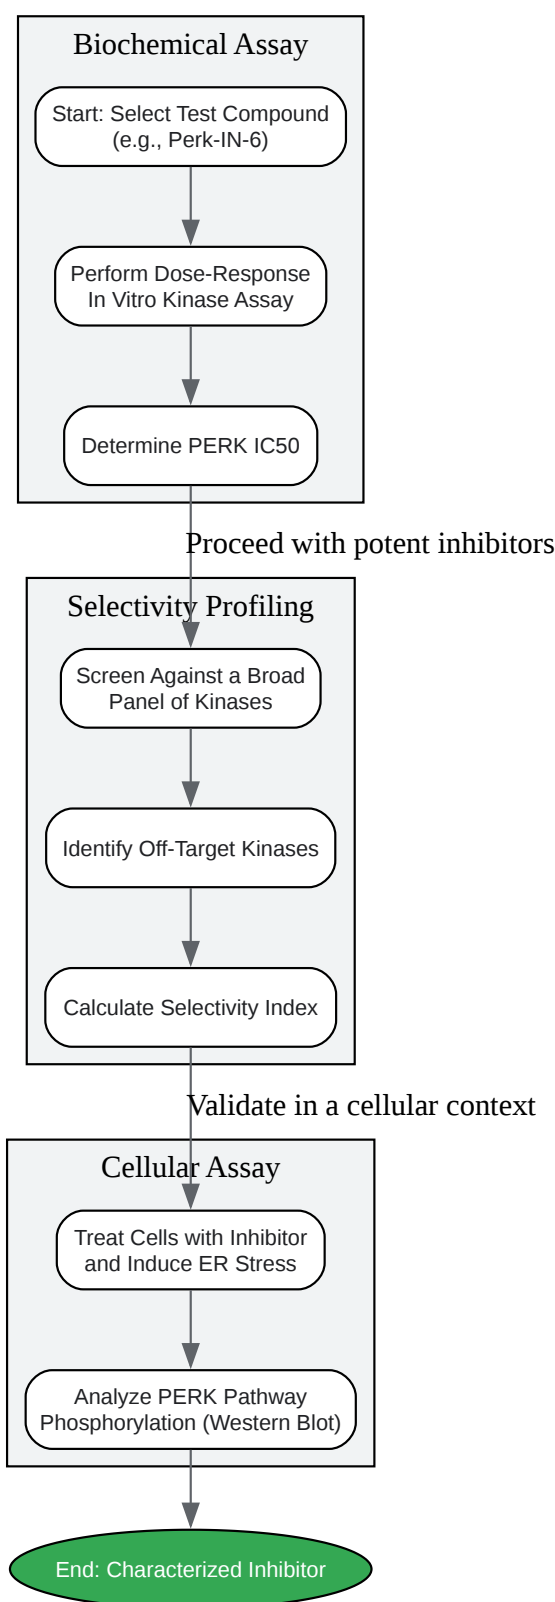 Biochemical Assay
Start: Select Test Compound
(e.g., Perk-IN-6)
Perform Dose-Response
In Vitro Kinase Assay
Determine PERK IC50
Proceed with potent inhibitors
Selectivity Profiling
Screen Against a Broad
Panel of Kinases
Identify Off-Target Kinases
Calculate Selectivity Index
Validate in a cellular context
Cellular Assay
Treat Cells with Inhibitor
and Induce ER Stress
Analyze PERK Pathway
Phosphorylation (Western Blot)
End: Characterized Inhibitor